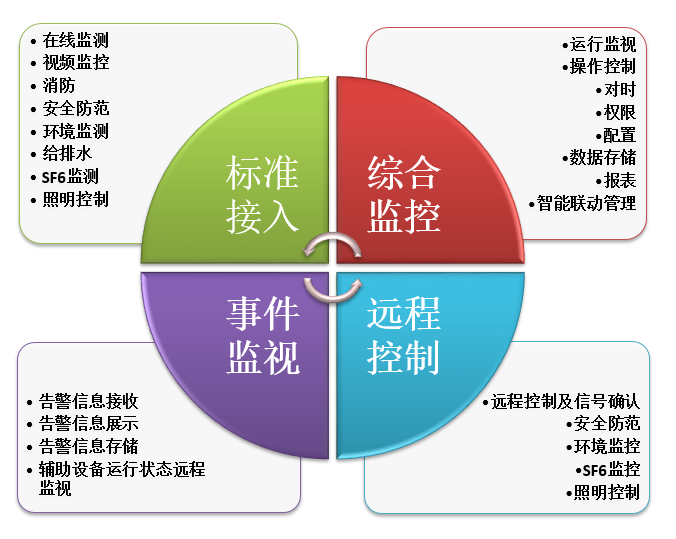 • 在线监测
• 视频监控
• 消防
• 安全防范
• 环境监测
• 给排水
• SF6监测
• 照明控制
•运行监视
•操作控制
•对时
•权限
•配置
•数据存储
•报表
•智能联动管理
标准
接入
综合
监控
事件
监视
远程
控制
• 告警信息接收
• 告警信息展示
• 告警信息存储
• 辅助设备运行状态远程
监视
•远程控制及信号确认
•安全防范
•环境监控
•SF6监控
•照明控制